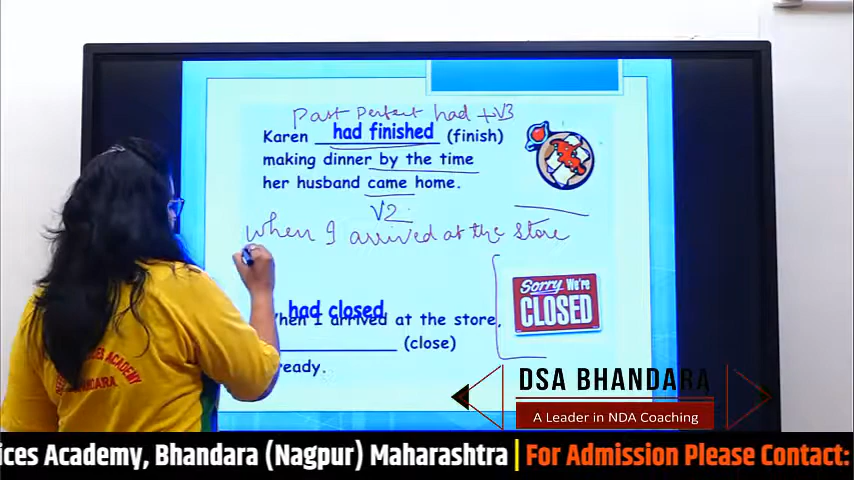 Past Perfect had +V3
Karen had finished (finish)
making dinner by the time
her husband came home.
V2
When I arrived at the store
Sorry We're
CLOSED
had closed
hen I arrived at the store,
(close)
ready.
DSA BHANDARA
A Leader in NDA Coaching
ices Academy, Bhandara (Nagpur) Maharashtra | For Admission Please Contact: